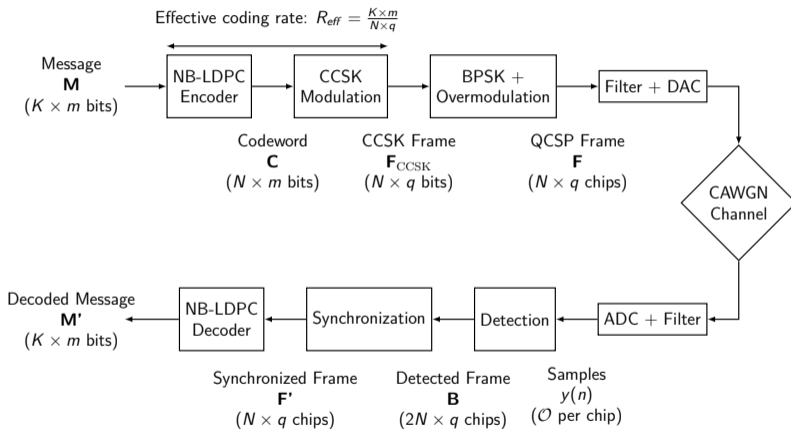 Effective coding rate: R_eff = K×m / N×q
Message
M
(K × m bits)
NB-LDPC
Encoder
CCSK
Modulation
BPSK +
Overmodulation
Filter + DAC
Codeword
C
(N × m bits)
CCSK Frame
F_CCSK
(N × q bits)
QCSP Frame
F
(N × q chips)
CAWGN
Channel
Decoded Message
M'
(K × m bits)
NB-LDPC
Decoder
Synchronization
Detection
ADC + Filter
Synchronized Frame
F'
(N × q chips)
Detected Frame
B
(2N × q chips)
Samples
y(n)
(𝒪 per chip)